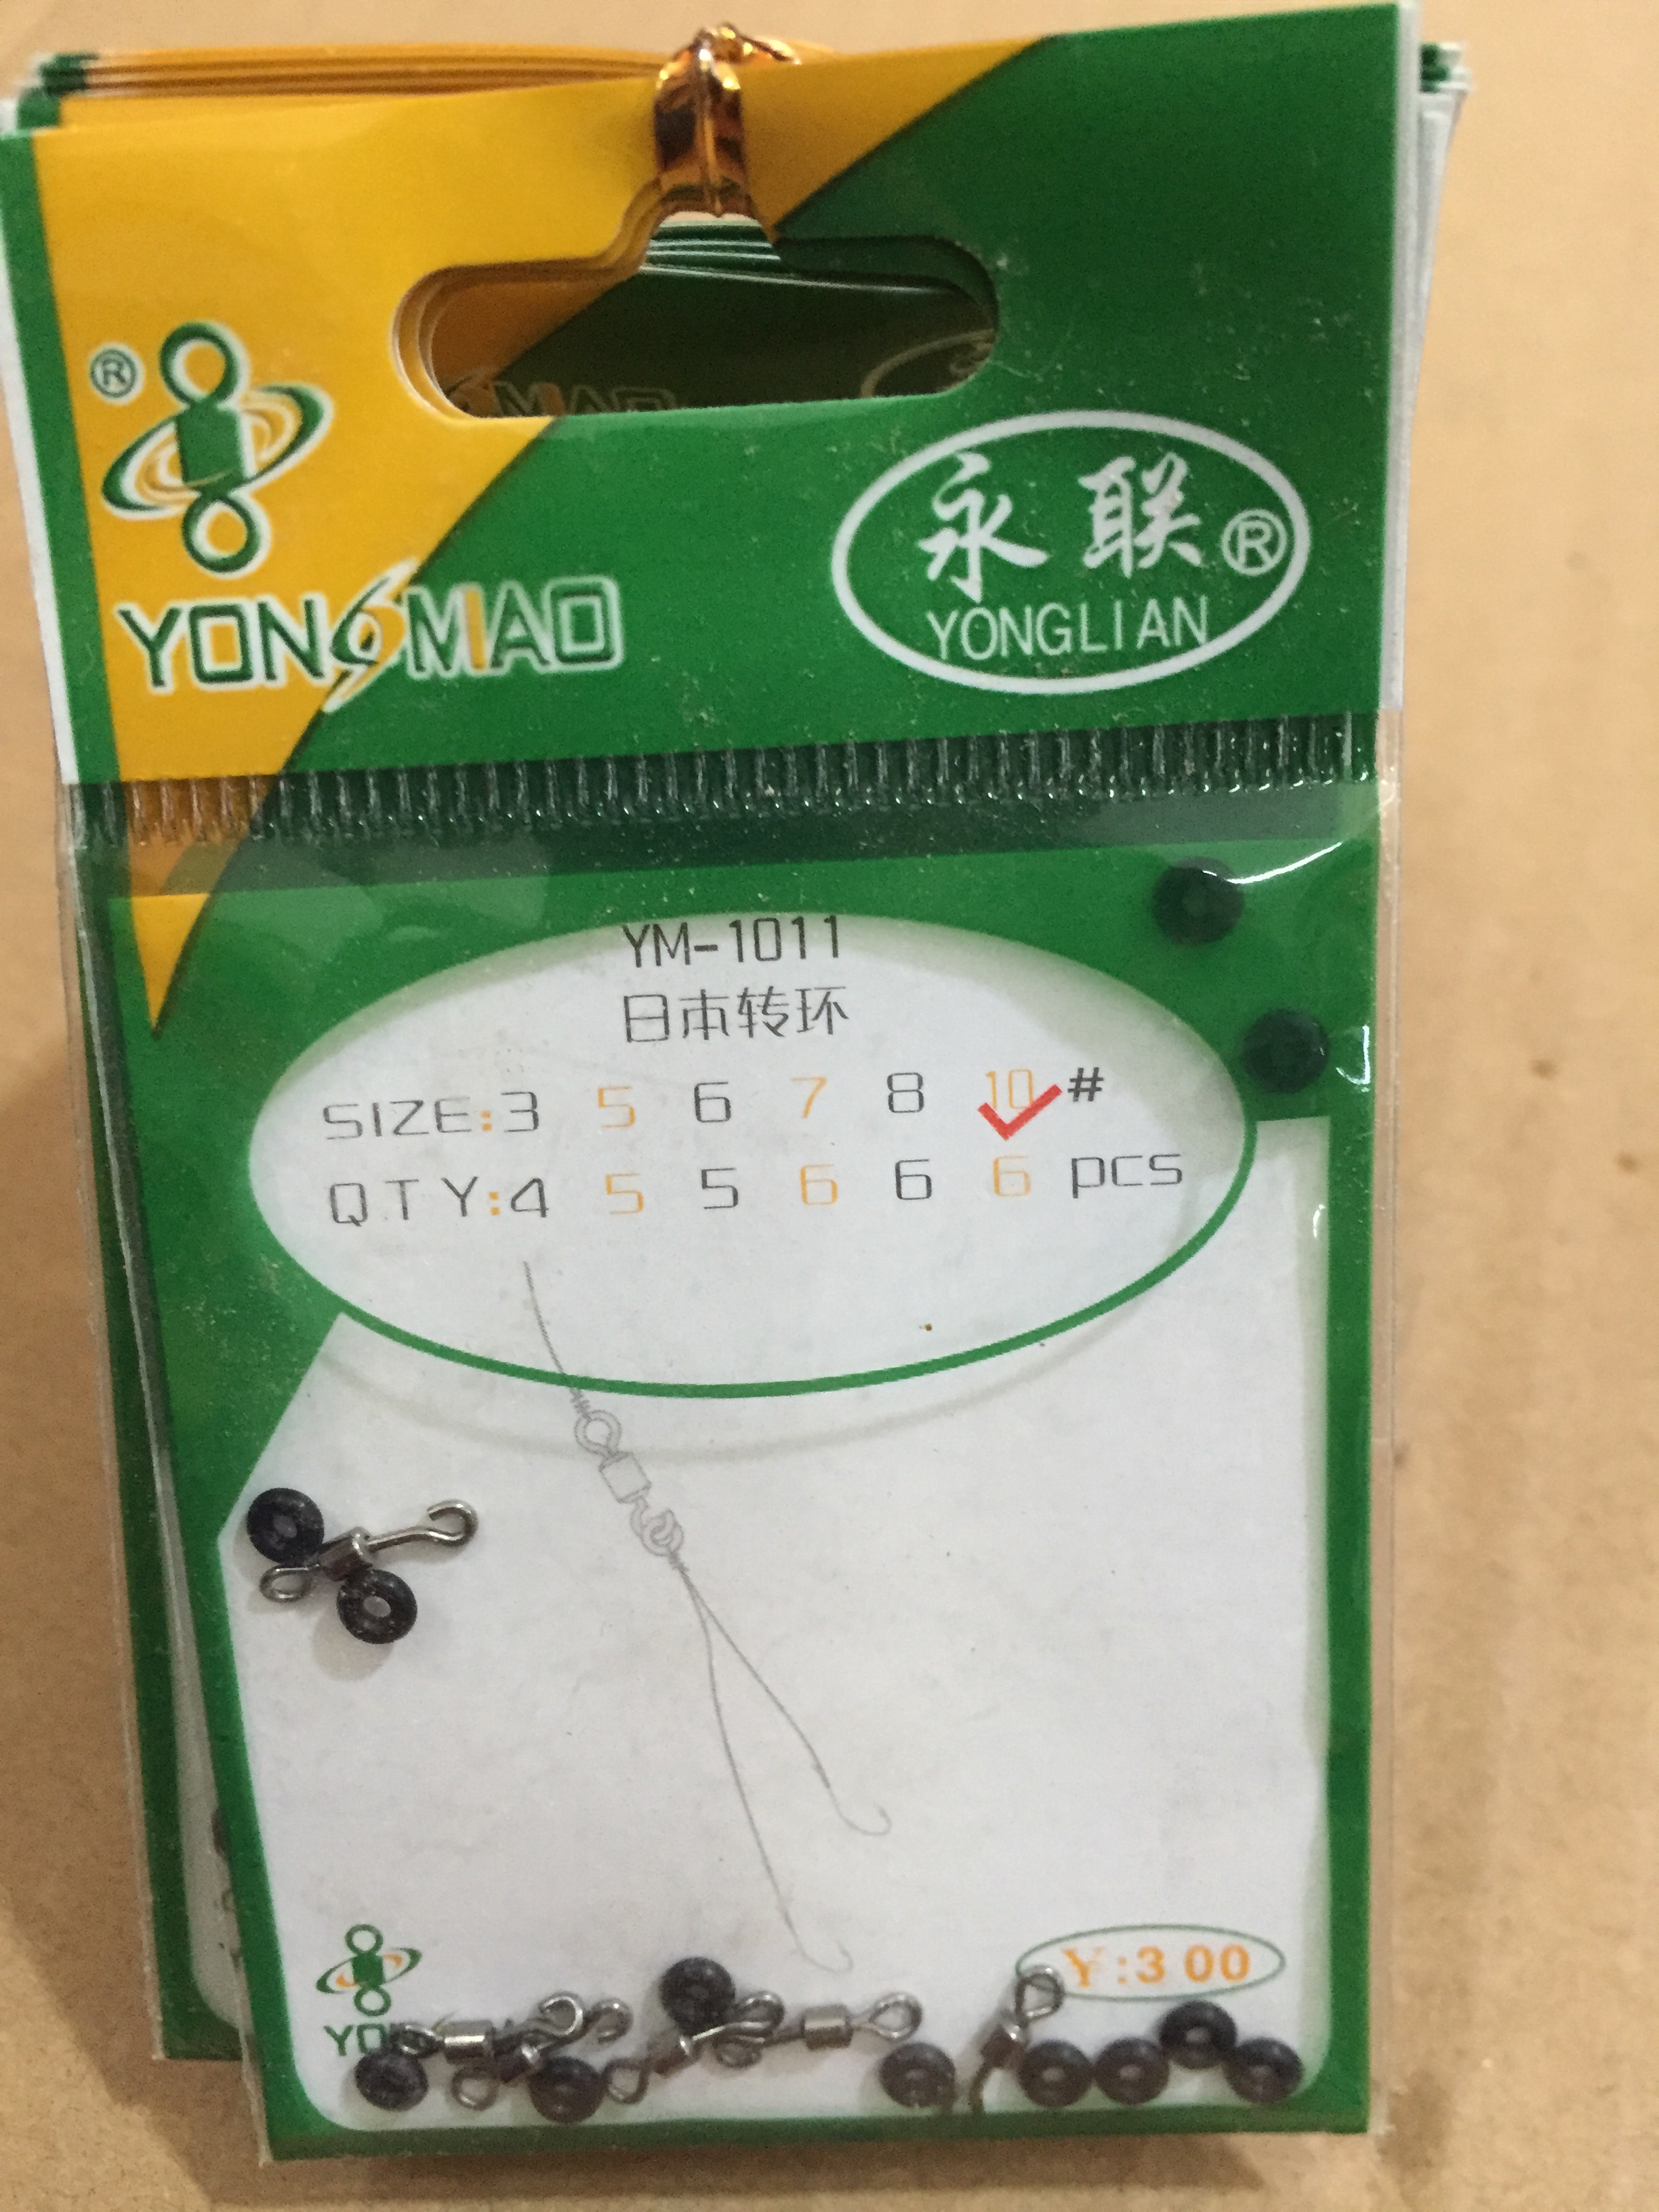 ®
YONGMAO
永联®
YONGLIAN
YM-1011
日本转环
SIZE:3 5 6 7 8 10 #
QTY:4 5 5 6 6 6 pcs
Y:3 00